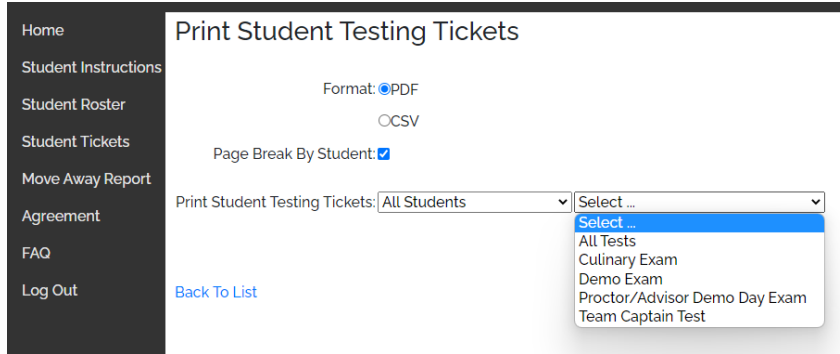 Home
Student Instructions
Student Roster
Student Tickets
Move Away Report
Agreement
FAQ
Log Out
Print Student Testing Tickets
Format: PDF
CSV
Page Break By Student:
Print Student Testing Tickets: All Students Select ...
Select ...
All Tests
Culinary Exam
Demo Exam
Proctor/Advisor Demo Day Exam
Team Captain Test
Back To List